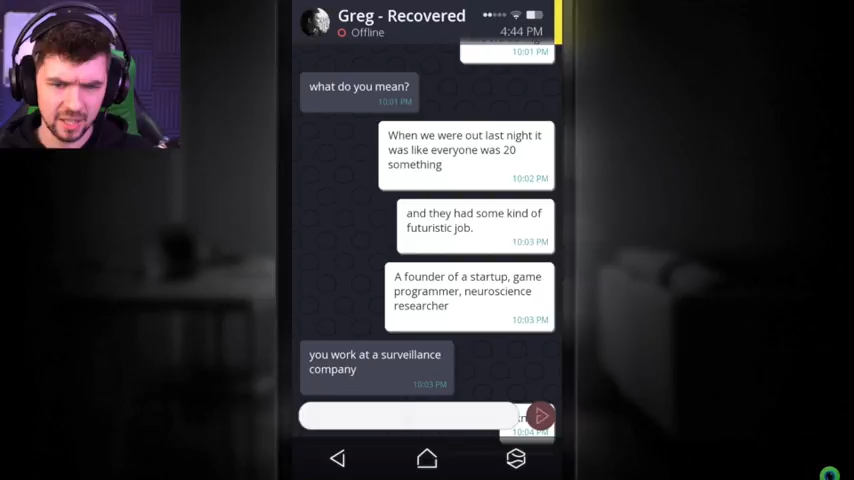 Greg - Recovered
Offline
4:44 PM
10:01 PM
what do you mean?
10:01 PM
When we were out last night it
was like everyone was 20
something
10:02 PM
and they had some kind of
futuristic job.
10:03 PM
A founder of a startup, game
programmer, neuroscience
researcher
10:03 PM
you work at a surveillance
company
10:03 PM
10:04 PM